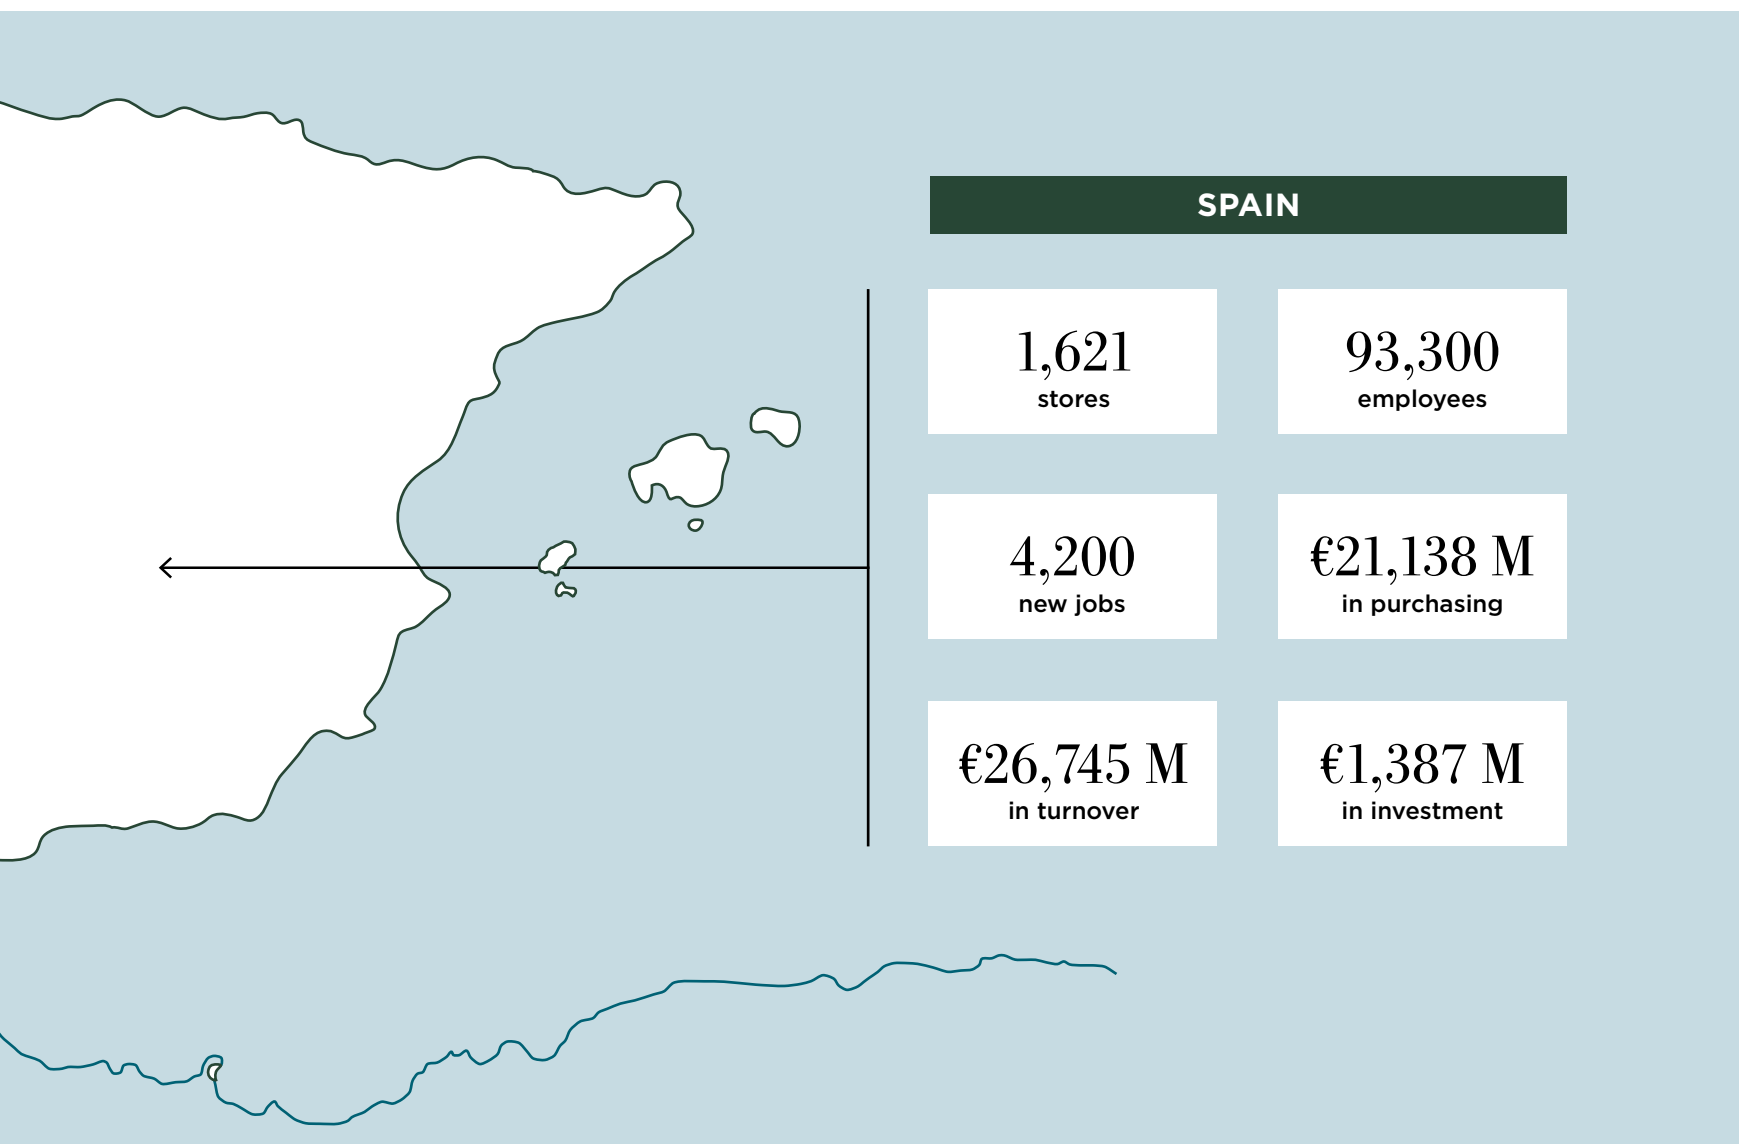 SPAIN
1,621
stores
93,300
employees
4,200
new jobs
€21,138 M
in purchasing
€26,745 M
in turnover
€1,387 M
in investment